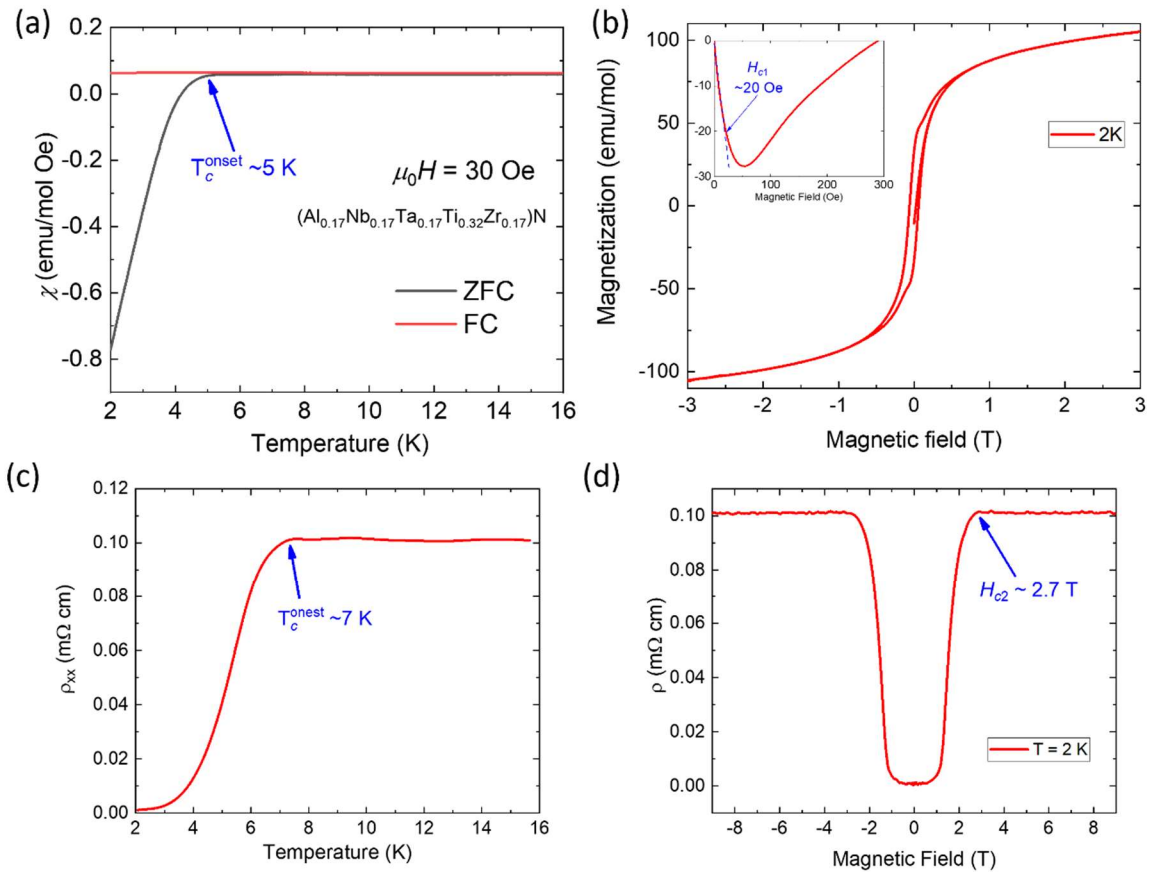 (a)
0.2
0.0
-0.2
-0.4
-0.6
-0.8
χ (emu/mol Oe)
T_c^onset ~5 K
μ₀H = 30 Oe
(Al₀.₁₇Nb₀.₁₇Ta₀.₁₇Ti₀.₃₂Zr₀.₁₇)N
ZFC
FC
2 4 6 8 10 12 14 16
Temperature (K)
(b)
100
50
0
-50
-100
Magnetization (emu/mol)
0
-10
-20
-30
H_c1
~20 Oe
0 100 200 300
Magnetic Field (Oe)
2K
-3 -2 -1 0 1 2 3
Magnetic field (T)
(c)
0.12
0.10
0.08
0.06
0.04
0.02
0.00
ρ_xx (mΩ cm)
T_c^onest ~7 K
2 4 6 8 10 12 14 16
Temperature (K)
(d)
0.10
0.08
0.06
0.04
0.02
0.00
ρ (mΩ cm)
H_c2 ~ 2.7 T
T = 2 K
-8 -6 -4 -2 0 2 4 6 8
Magnetic Field (T)